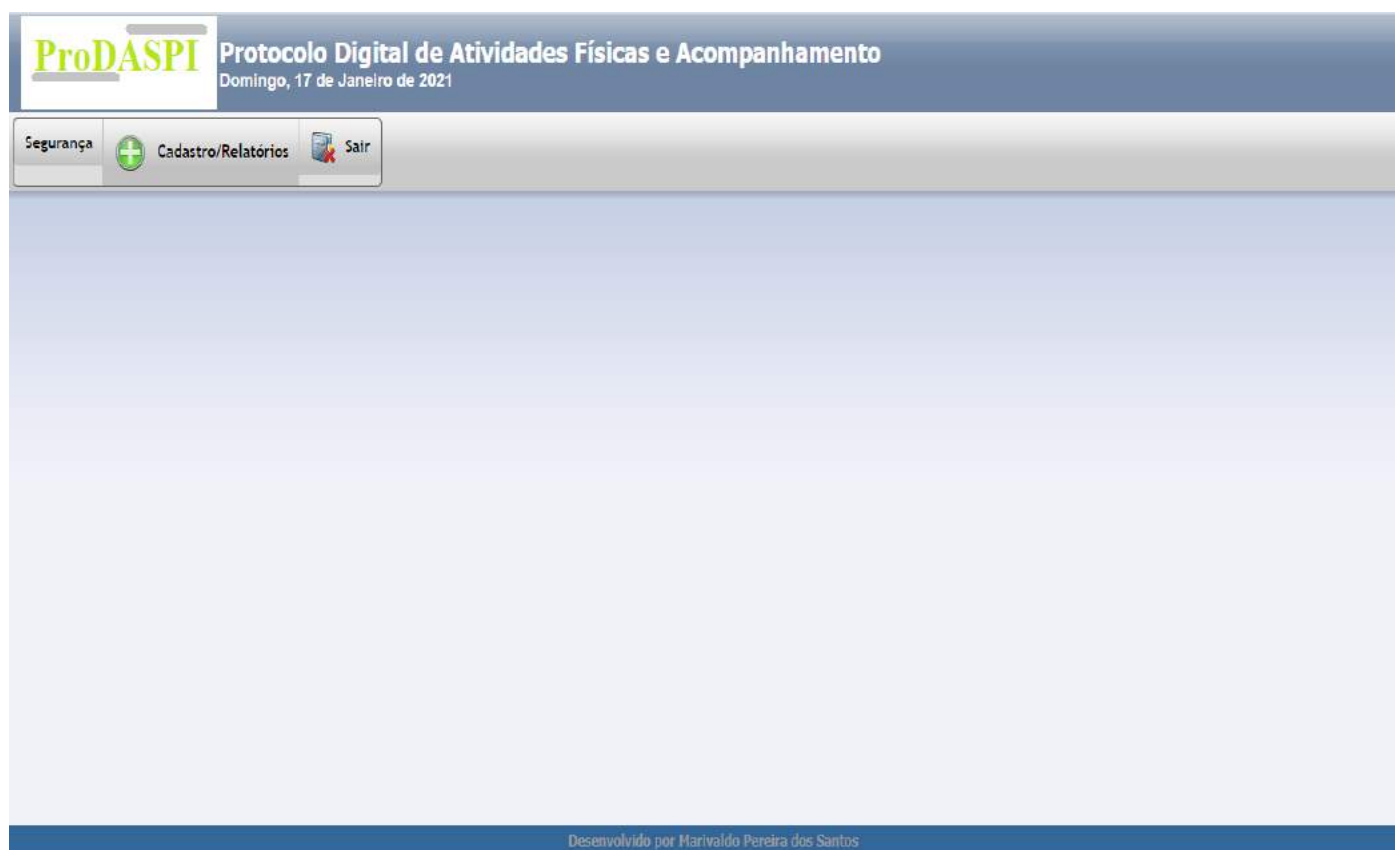 ProDASPI
Protocolo Digital de Atividades Físicas e Acompanhamento
Domingo, 17 de Janeiro de 2021
Segurança
Cadastro/Relatórios
Sair
Desenvolvido por Marivaldo Pereira dos Santos